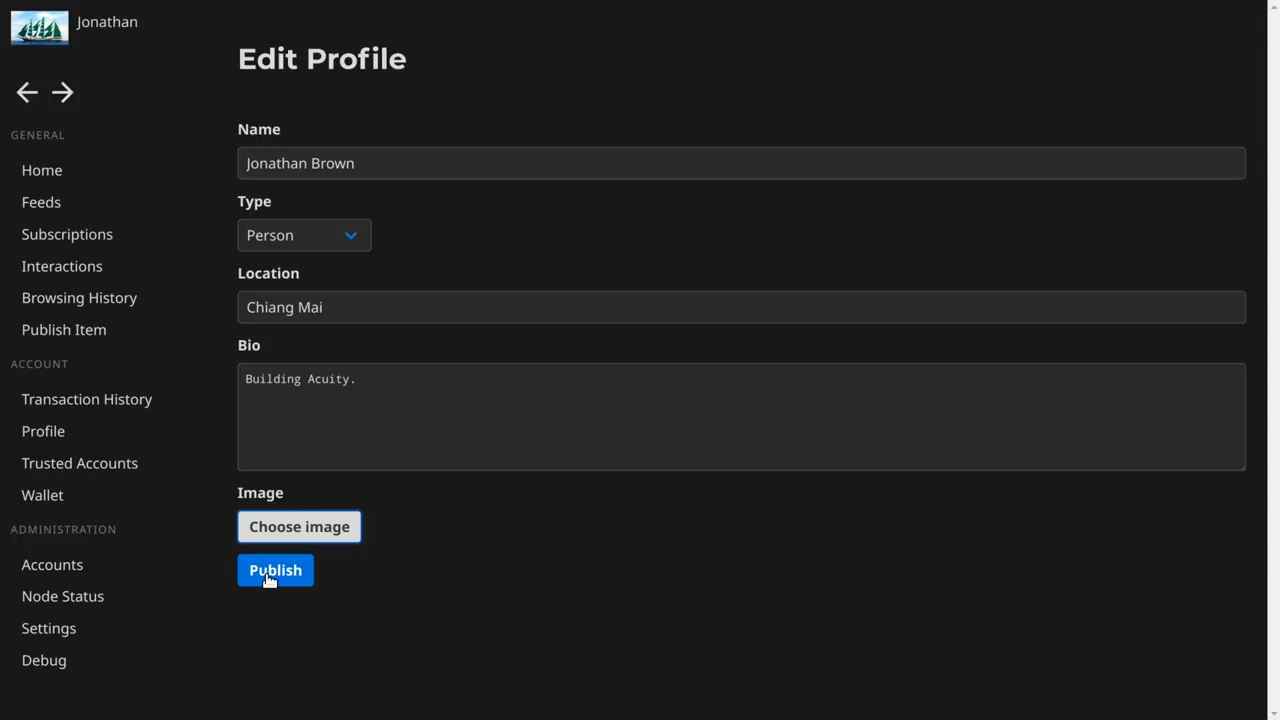 Jonathan
Edit Profile
GENERAL
Home
Feeds
Subscriptions
Interactions
Browsing History
Publish Item
ACCOUNT
Transaction History
Profile
Trusted Accounts
Wallet
ADMINISTRATION
Accounts
Node Status
Settings
Debug
Name
Jonathan Brown
Type
Person
Location
Chiang Mai
Bio
Building Acuity.
Image
Choose image
Publish